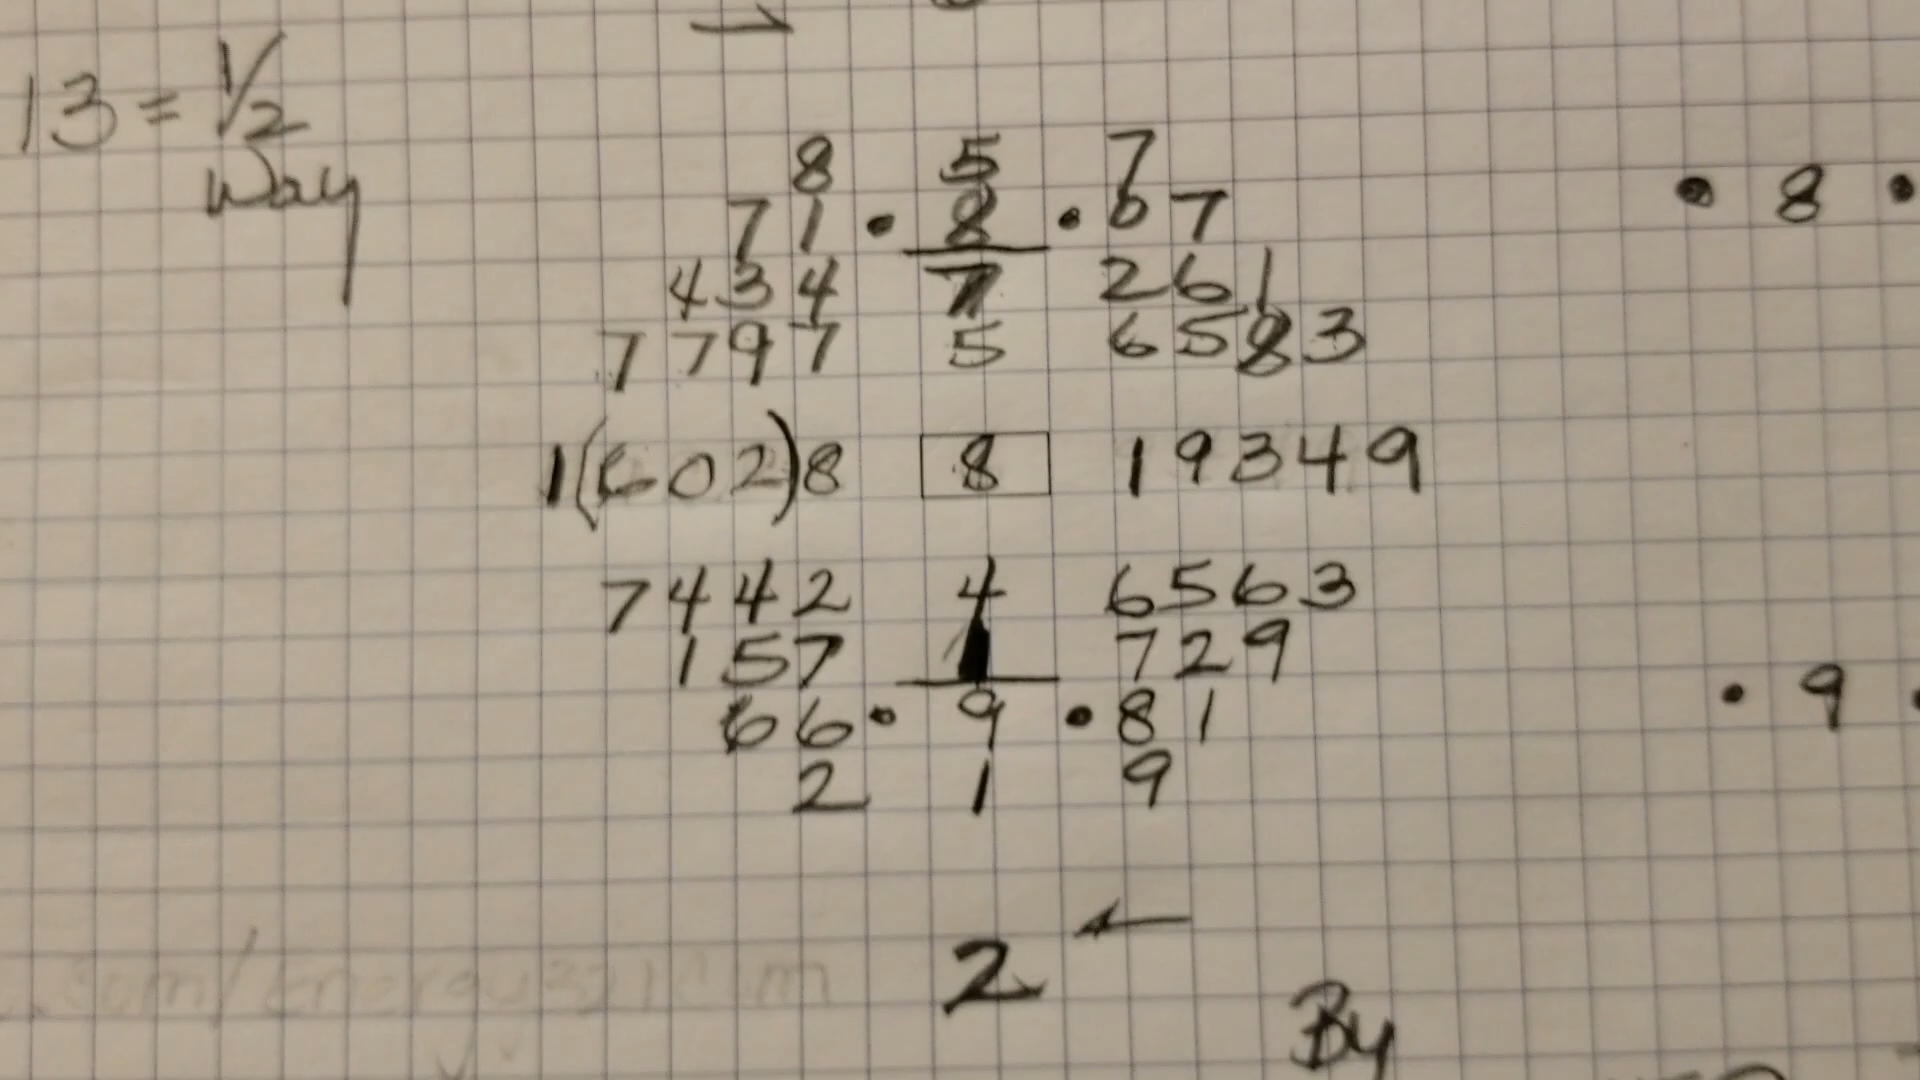 13 = 1/2
Way
8 5 7
71 • 8 • 67
434 7 261
7797 5 6583
1(602)8 8 19349
7442 4 6563
157 1 729
66 • 9 • 81
2 1 9
2
• 8 •
• 9
By